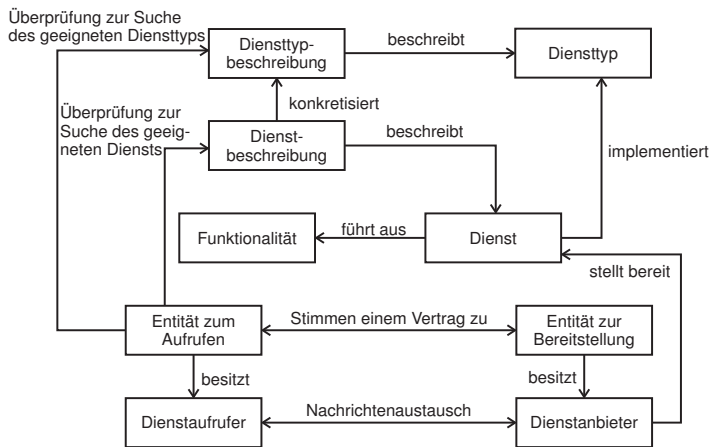 Überprüfung zur Suche
des geeigneten Diensttyps
Diensttyp-
beschreibung
beschreibt
Diensttyp
konkretisiert
Überprüfung zur
Suche des geeig-
neten Diensts
Dienst-
beschreibung
beschreibt
implementiert
Funktionalität
führt aus
Dienst
stellt bereit
Entität zum
Aufrufen
Stimmen einem Vertrag zu
Entität zur
Bereitstellung
besitzt
besitzt
Dienstaufrufer
Nachrichtenaustausch
Dienstanbieter